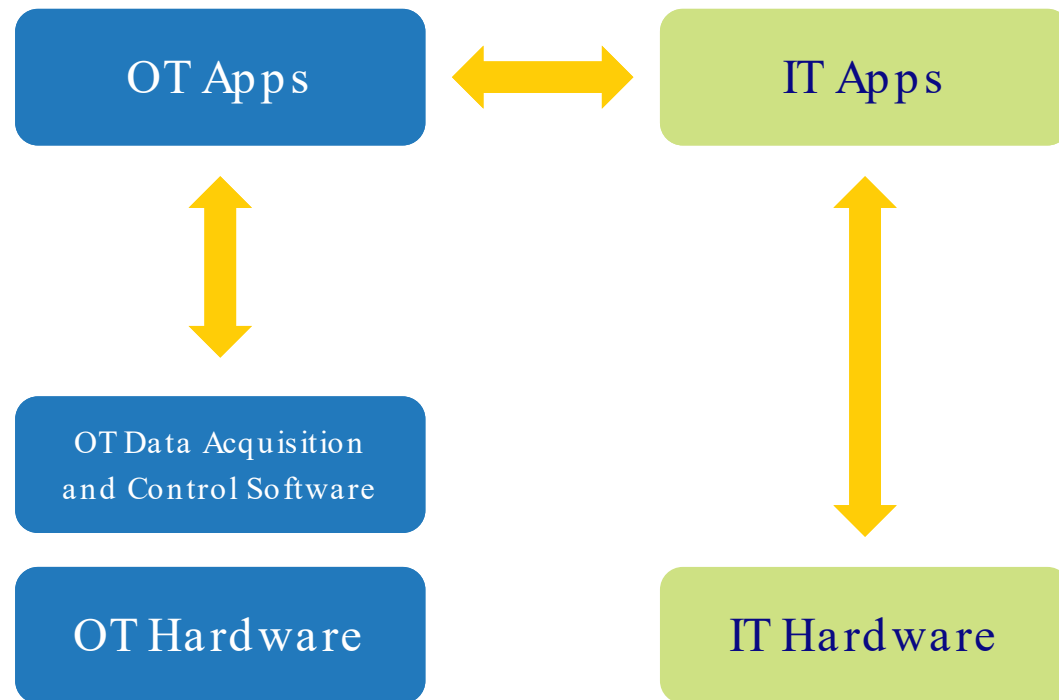 OT Apps
IT Apps
OT Data Acquisition
and Control Software
OT Hardware
IT Hardware